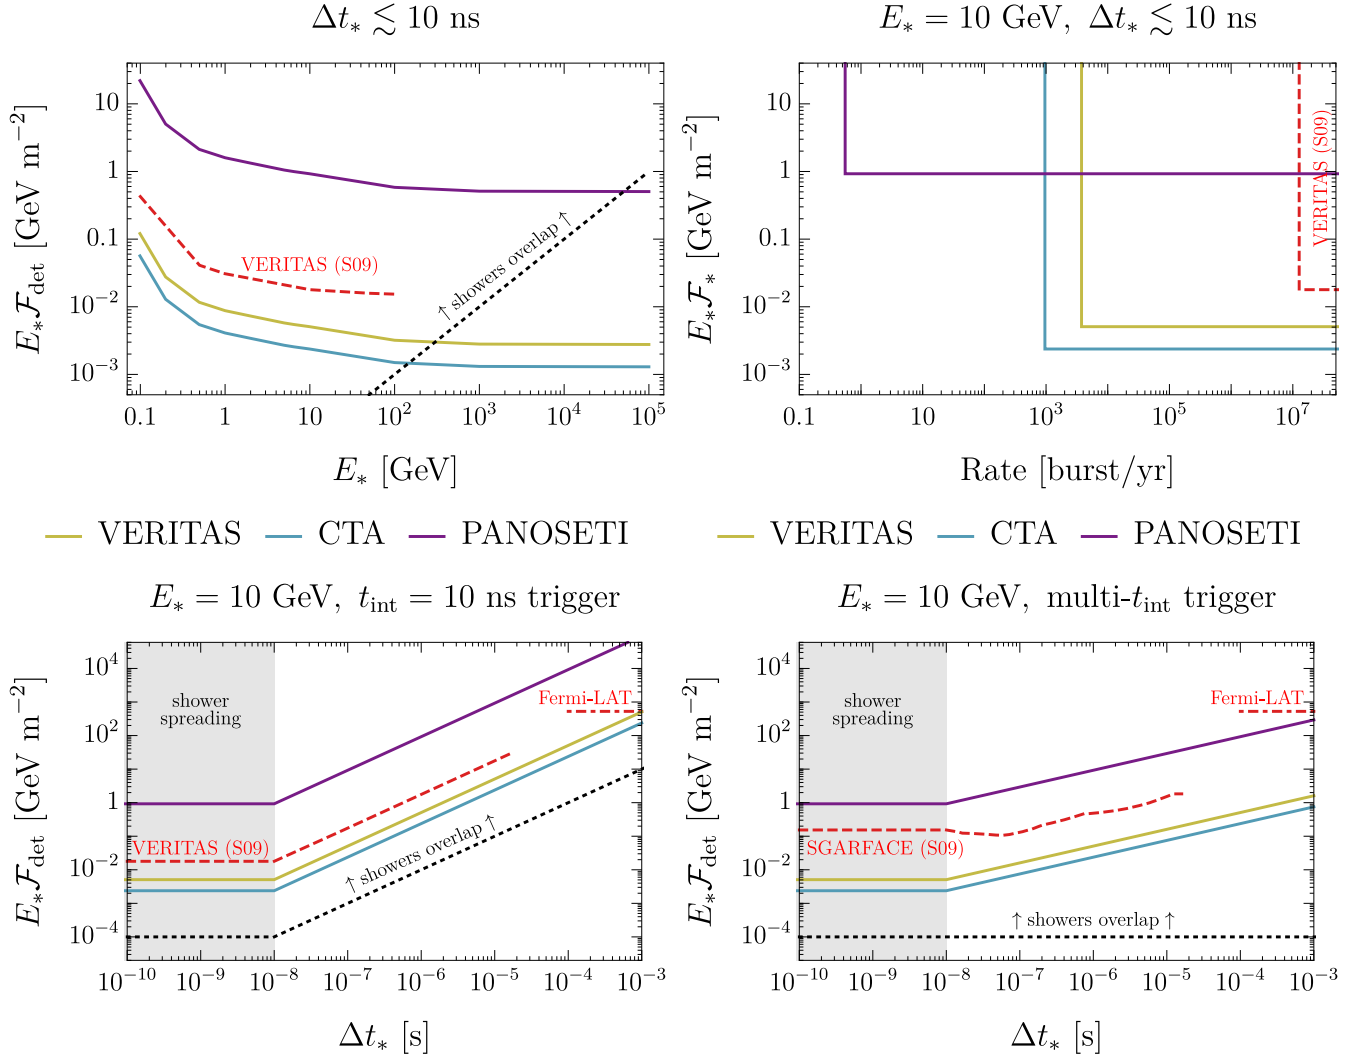 Δt* ≲ 10 ns
E* F_det [GeV m⁻²]
10
1
0.1
10⁻²
10⁻³
VERITAS (S09)
↑ showers overlap ↑
0.1 1 10 10² 10³ 10⁴ 10⁵
E* [GeV]
E* = 10 GeV, Δt* ≲ 10 ns
E* F* [GeV m⁻²]
10
1
0.1
10⁻²
10⁻³
VERITAS (S09)
0.1 10 10³ 10⁵ 10⁷
Rate [burst/yr]
VERITAS CTA PANOSETI
VERITAS CTA PANOSETI
E* = 10 GeV, t_int = 10 ns trigger
E* F_det [GeV m⁻²]
10⁴
10²
1
10⁻²
10⁻⁴
shower
spreading
Fermi-LAT
VERITAS (S09)
↑ showers overlap ↑
10⁻¹⁰ 10⁻⁹ 10⁻⁸ 10⁻⁷ 10⁻⁶ 10⁻⁵ 10⁻⁴ 10⁻³
Δt* [s]
E* = 10 GeV, multi-t_int trigger
E* F_det [GeV m⁻²]
10⁴
10²
1
10⁻²
10⁻⁴
shower
spreading
Fermi-LAT
SGARFACE (S09)
↑ showers overlap ↑
10⁻¹⁰ 10⁻⁹ 10⁻⁸ 10⁻⁷ 10⁻⁶ 10⁻⁵ 10⁻⁴ 10⁻³
Δt* [s]